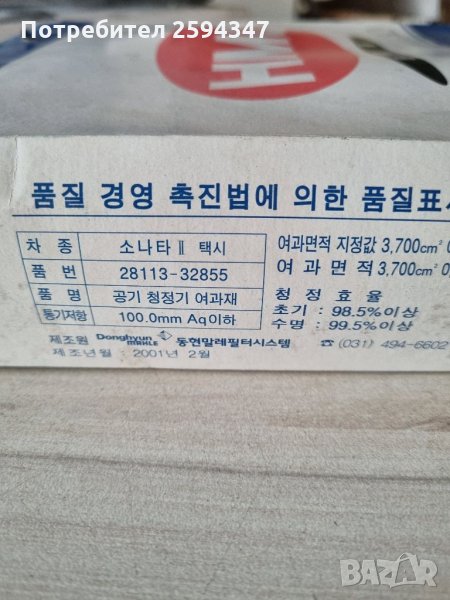 Потребител 2594347
HM
품질 경영 촉진법에 의한 품질표
차 종 소나타 Ⅱ 택시
품 번 28113-32855
품 명 공기 청정기 여과재
통기저항 100.0mm Aq이하
여과면적 지정값 3,700cm²
여 과 면 적 3,700cm²
청 정 효 율
초기 : 98.5%이상
수명 : 99.5%이상
제조원 Donghyun MAHLE 동현말레필터시스템 ☎(031) 494-6602
제조년월 : 2001년 2월
BAZAR